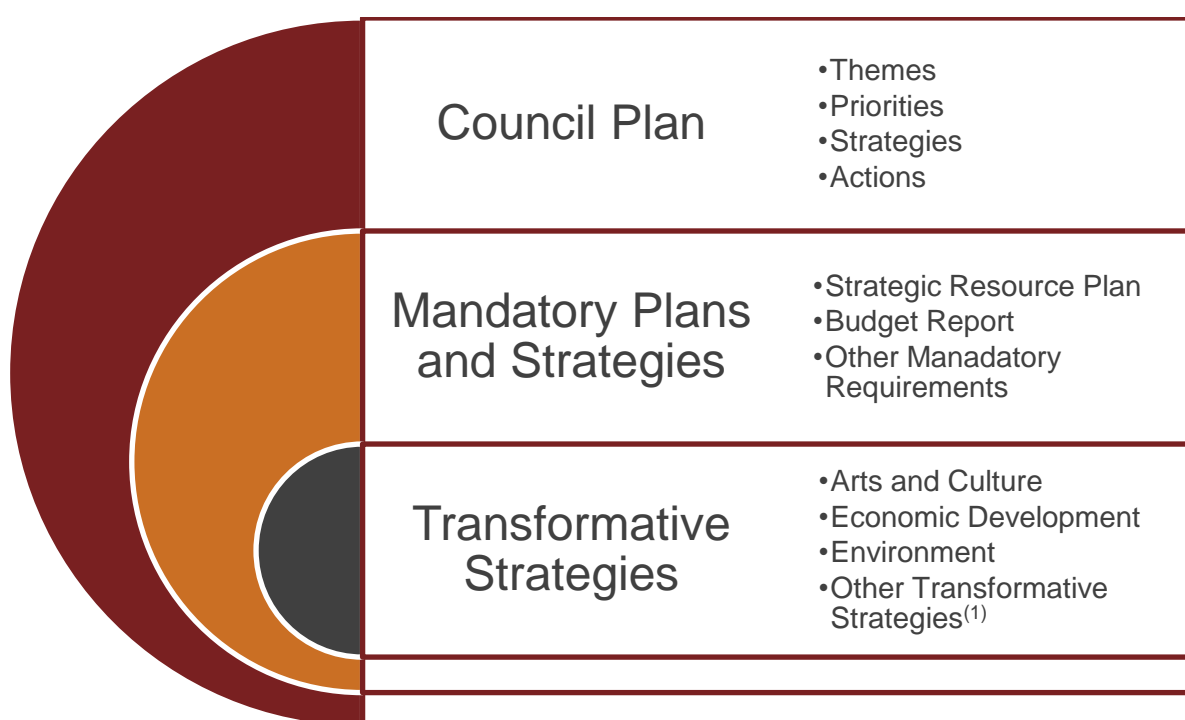 Council Plan
•Themes
•Priorities
•Strategies
•Actions
Mandatory Plans
and Strategies
•Strategic Resource Plan
•Budget Report
•Other Manadatory
Requirements
Transformative
Strategies
•Arts and Culture
•Economic Development
•Environment
•Other Transformative
Strategies(1)